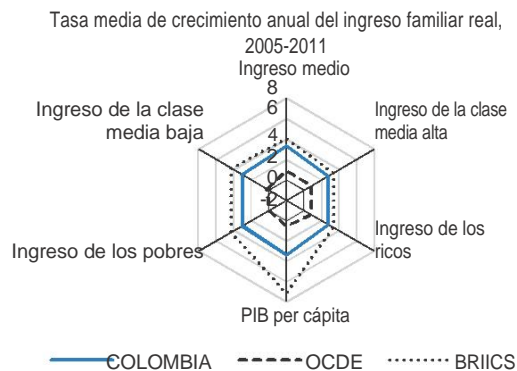 Tasa media de crecimiento anual del ingreso familiar real,
2005-2011
Ingreso medio
8
6
4
2
0
-2
Ingreso de la clase
media alta
Ingreso de los
ricos
PIB per cápita
Ingreso de los pobres
Ingreso de la clase
media baja
COLOMBIA
OCDE
BRIICS